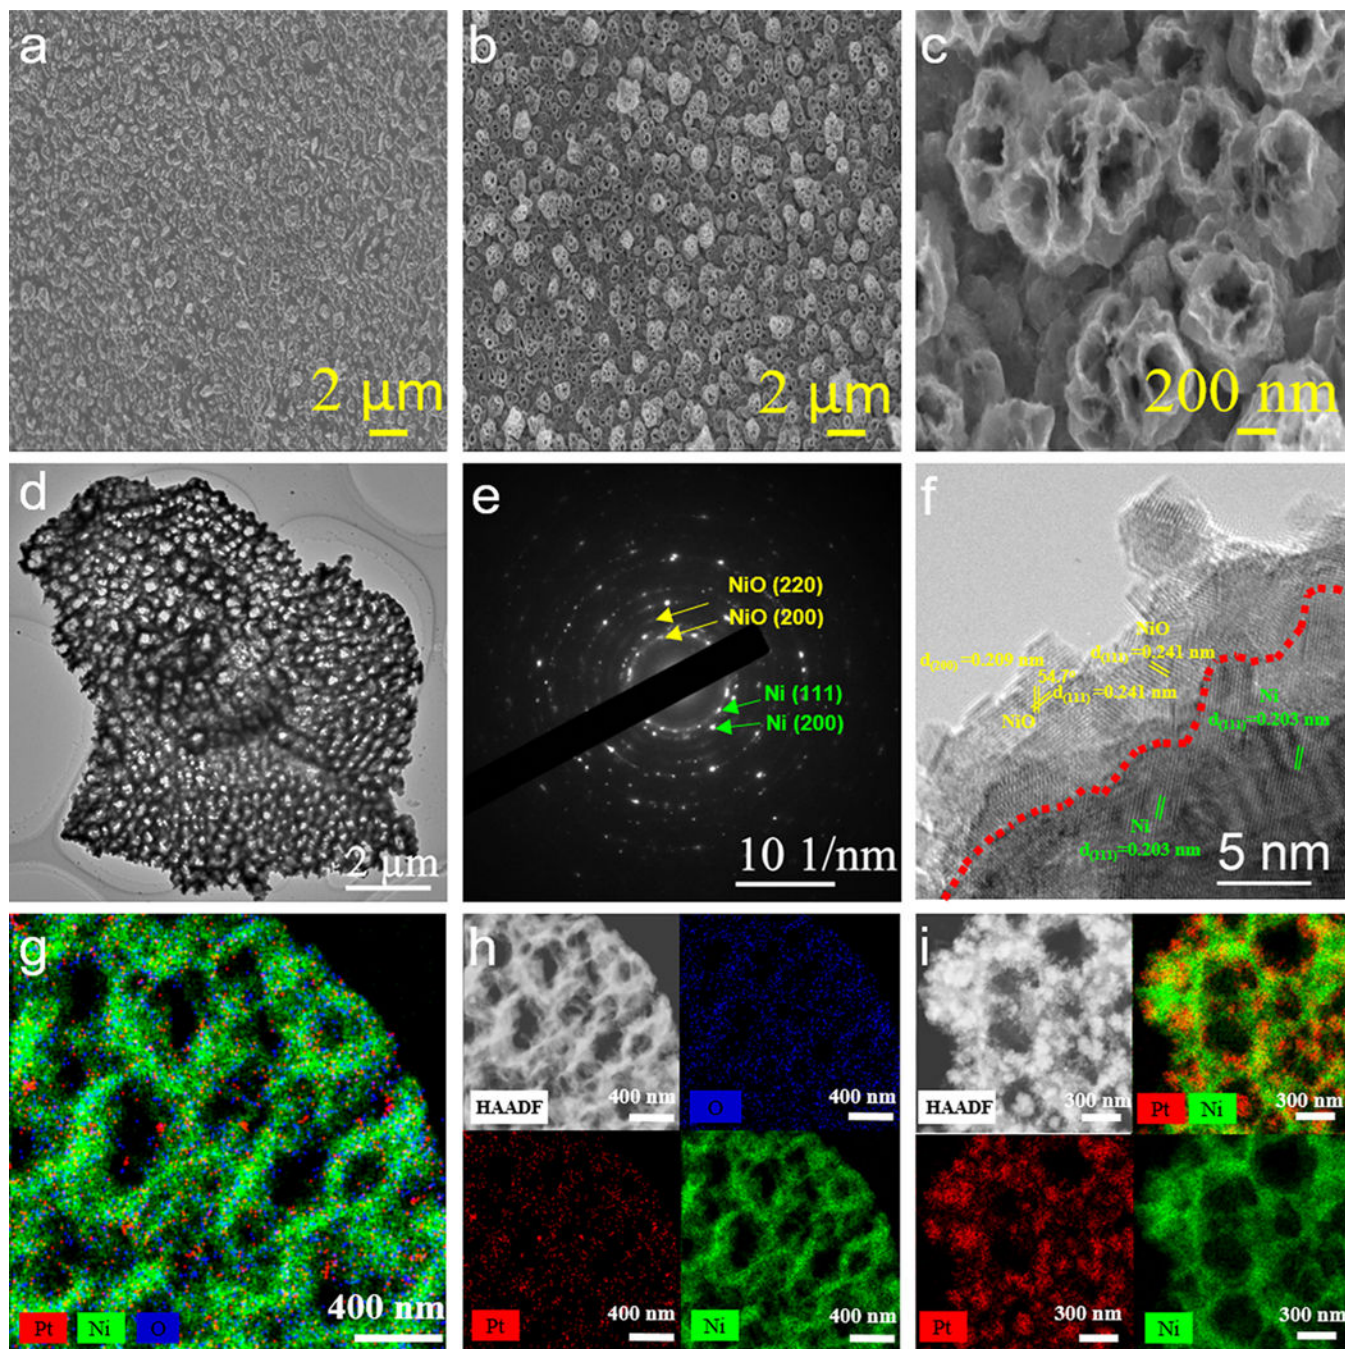 a
2 μm
b
2 μm
c
200 nm
d
2 μm
e
NiO (220)
NiO (200)
Ni (111)
Ni (200)
10 1/nm
f
NiO
d(111)=0.241 nm
d(200)=0.209 nm
54.7°
d(111)=0.241 nm
NiO
Ni
d(111)=0.203 nm
Ni
d(111)=0.203 nm
5 nm
g
Pt Ni O
400 nm
h
HAADF
400 nm
O
400 nm
Pt
400 nm
Ni
400 nm
i
HAADF
300 nm
Pt Ni
300 nm
Pt
300 nm
Ni
300 nm